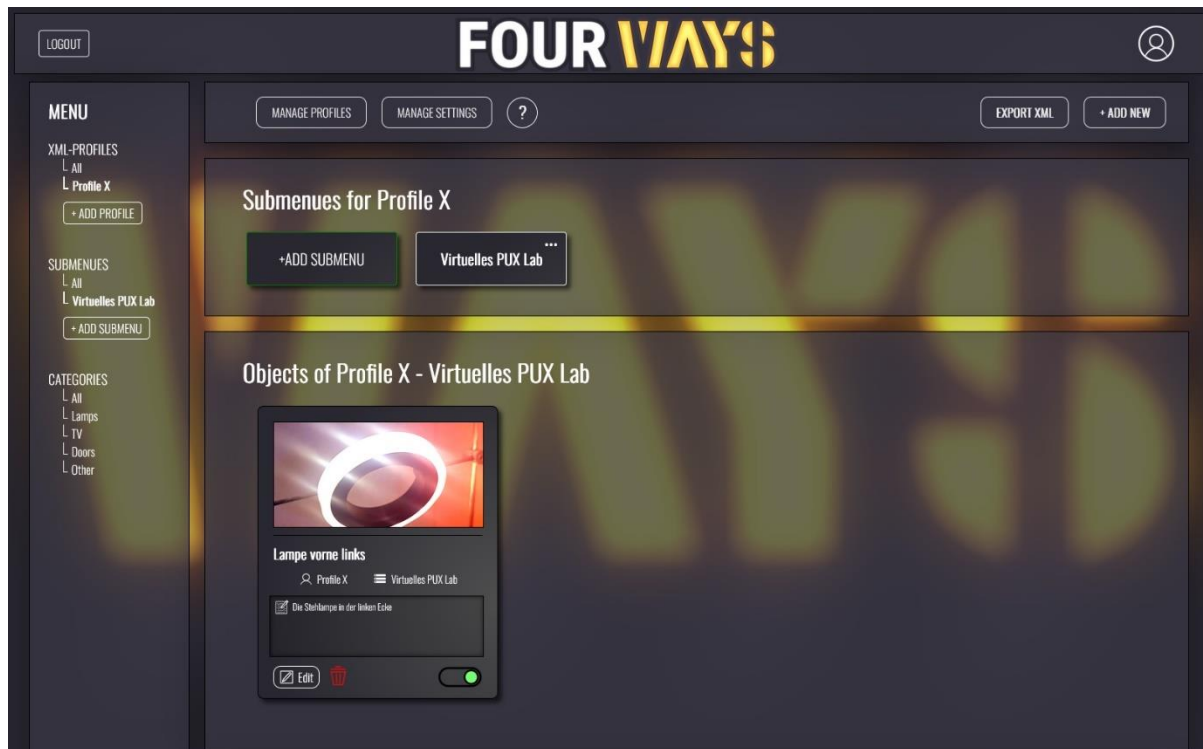 LOGOUT
FOUR WAYS
MENU
XML-PROFILES
All
Profile X
+ ADD PROFILE
SUBMENUES
All
Virtuelles PUX Lab
+ ADD SUBMENU
CATEGORIES
All
Lamps
TV
Doors
Other
MANAGE PROFILES
MANAGE SETTINGS
?
EXPORT XML
+ ADD NEW
Submenues for Profile X
+ADD SUBMENU
Virtuelles PUX Lab
...
Objects of Profile X - Virtuelles PUX Lab
Lampe vorne links
Profile X
Virtuelles PUX Lab
Die Stehlampe in der linken Ecke
Edit
WAYS